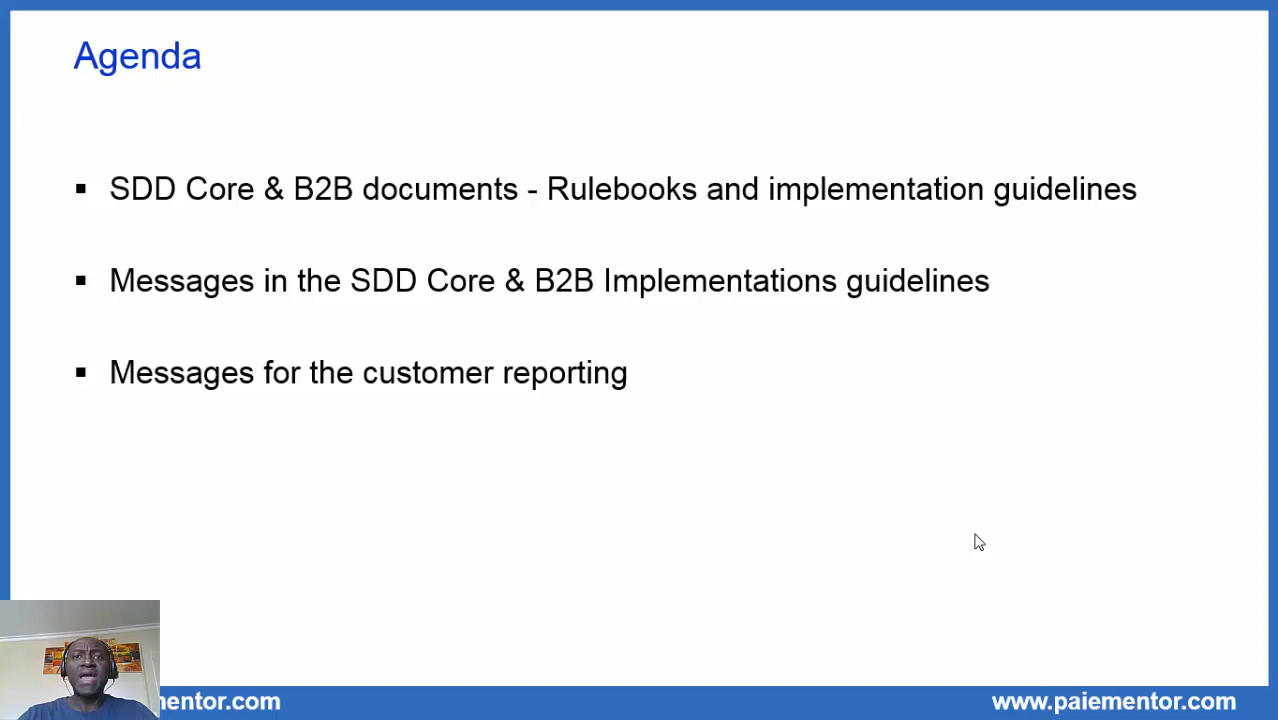 Agenda
▪ SDD Core & B2B documents - Rulebooks and implementation guidelines
▪ Messages in the SDD Core & B2B Implementations guidelines
▪ Messages for the customer reporting
mentor.com
www.paiementor.com